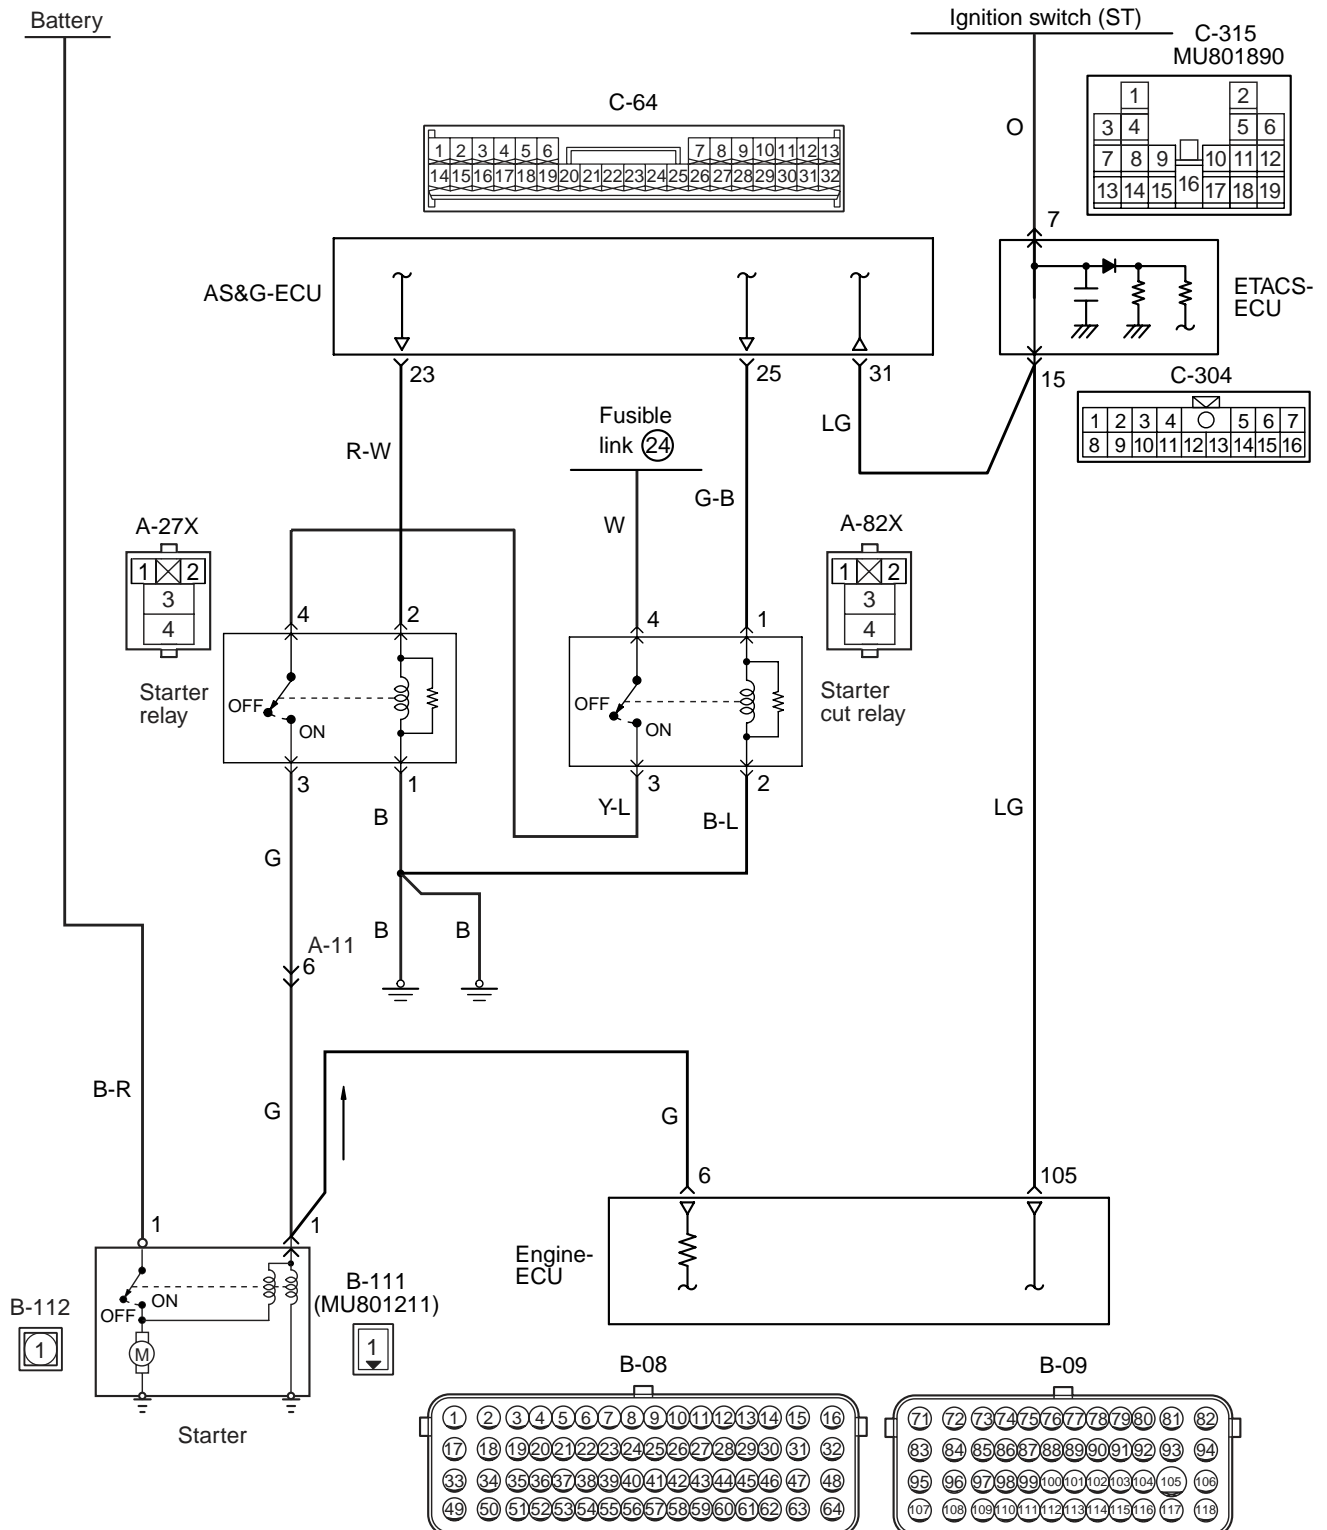 Battery
Ignition switch (ST)
C-315
MU801890
1 2
3 4 5 6
7 8 9 10 11 12
13 14 15 16 17 18 19
O
7
C-64
1 2 3 4 5 6 7 8 9 10 11 12 13
14 15 16 17 18 19 20 21 22 23 24 25 26 27 28 29 30 31 32
AS&G-ECU
ETACS-
ECU
23
25
31
15
C-304
1 2 3 4 5 6 7
8 9 10 11 12 13 14 15 16
Fusible
link 24
LG
R-W
G-B
W
A-27X
1 2
3
4
A-82X
1 2
3
4
4
2
4
1
Starter
relay
OFF
ON
OFF
ON
Starter
cut relay
3
1
3
2
B
Y-L
B-L
LG
G
B
B
A-11
6
B-R
G
G
6
105
1
1
Engine-
ECU
B-112
1
OFF
ON
M
B-111
(MU801211)
1
Starter
B-08
1 2 3 4 5 6 7 8 9 10 11 12 13 14 15 16
17 18 19 20 21 22 23 24 25 26 27 28 29 30 31 32
33 34 35 36 37 38 39 40 41 42 43 44 45 46 47 48
49 50 51 52 53 54 55 56 57 58 59 60 61 62 63 64
B-09
71 72 73 74 75 76 77 78 79 80 81 82
83 84 85 86 87 88 89 90 91 92 93 94
95 96 97 98 99 100 101 102 103 104 105 106
107 108 109 110 111 112 113 114 115 116 117 118